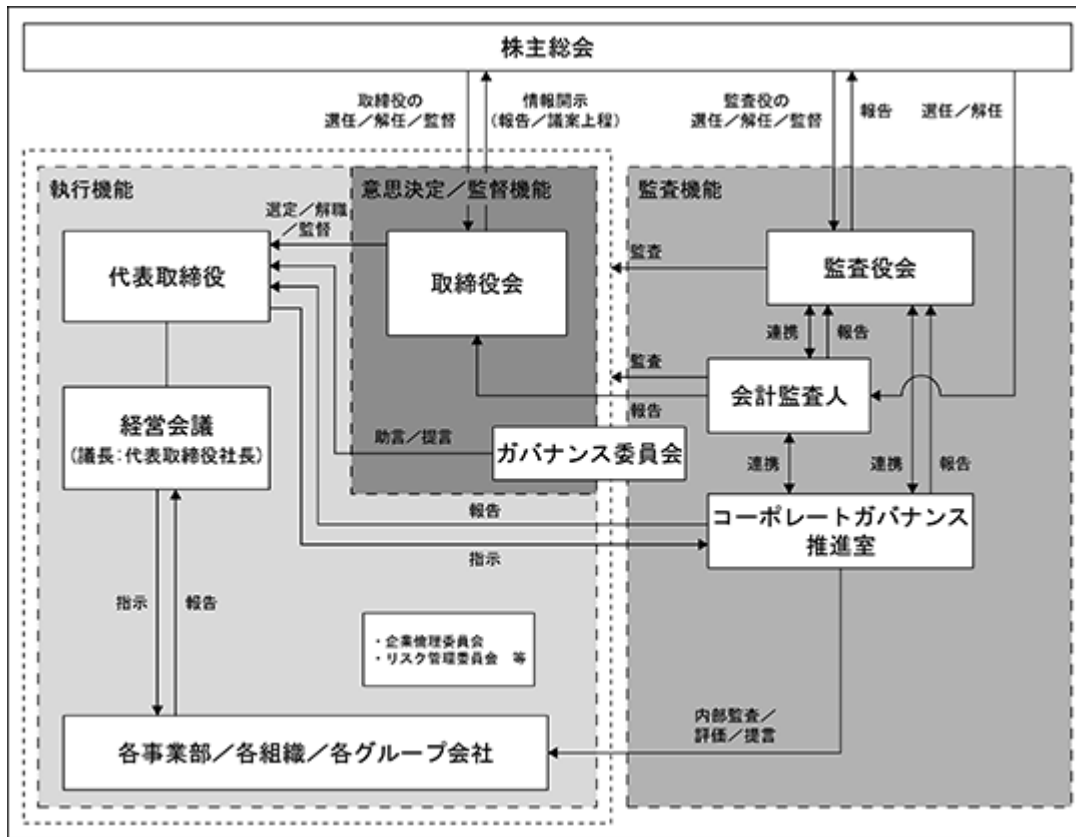 株主総会
取締役の
選任／解任／監督
情報開示
(報告／議案上程)
監査役の
選任／解任／監督
報告
選任／解任
執行機能
意思決定／監督機能
監査機能
選定／解職
／監督
代表取締役
取締役会
監査
監査役会
連携
報告
監査
会計監査人
報告
経営会議
(議長：代表取締役社長)
助言／提言
ガバナンス委員会
連携
連携
報告
報告
コーポレートガバナンス
推進室
指示
指示
報告
・企業倫理委員会
・リスク管理委員会　等
内部監査／
評価／提言
各事業部／各組織／各グループ会社